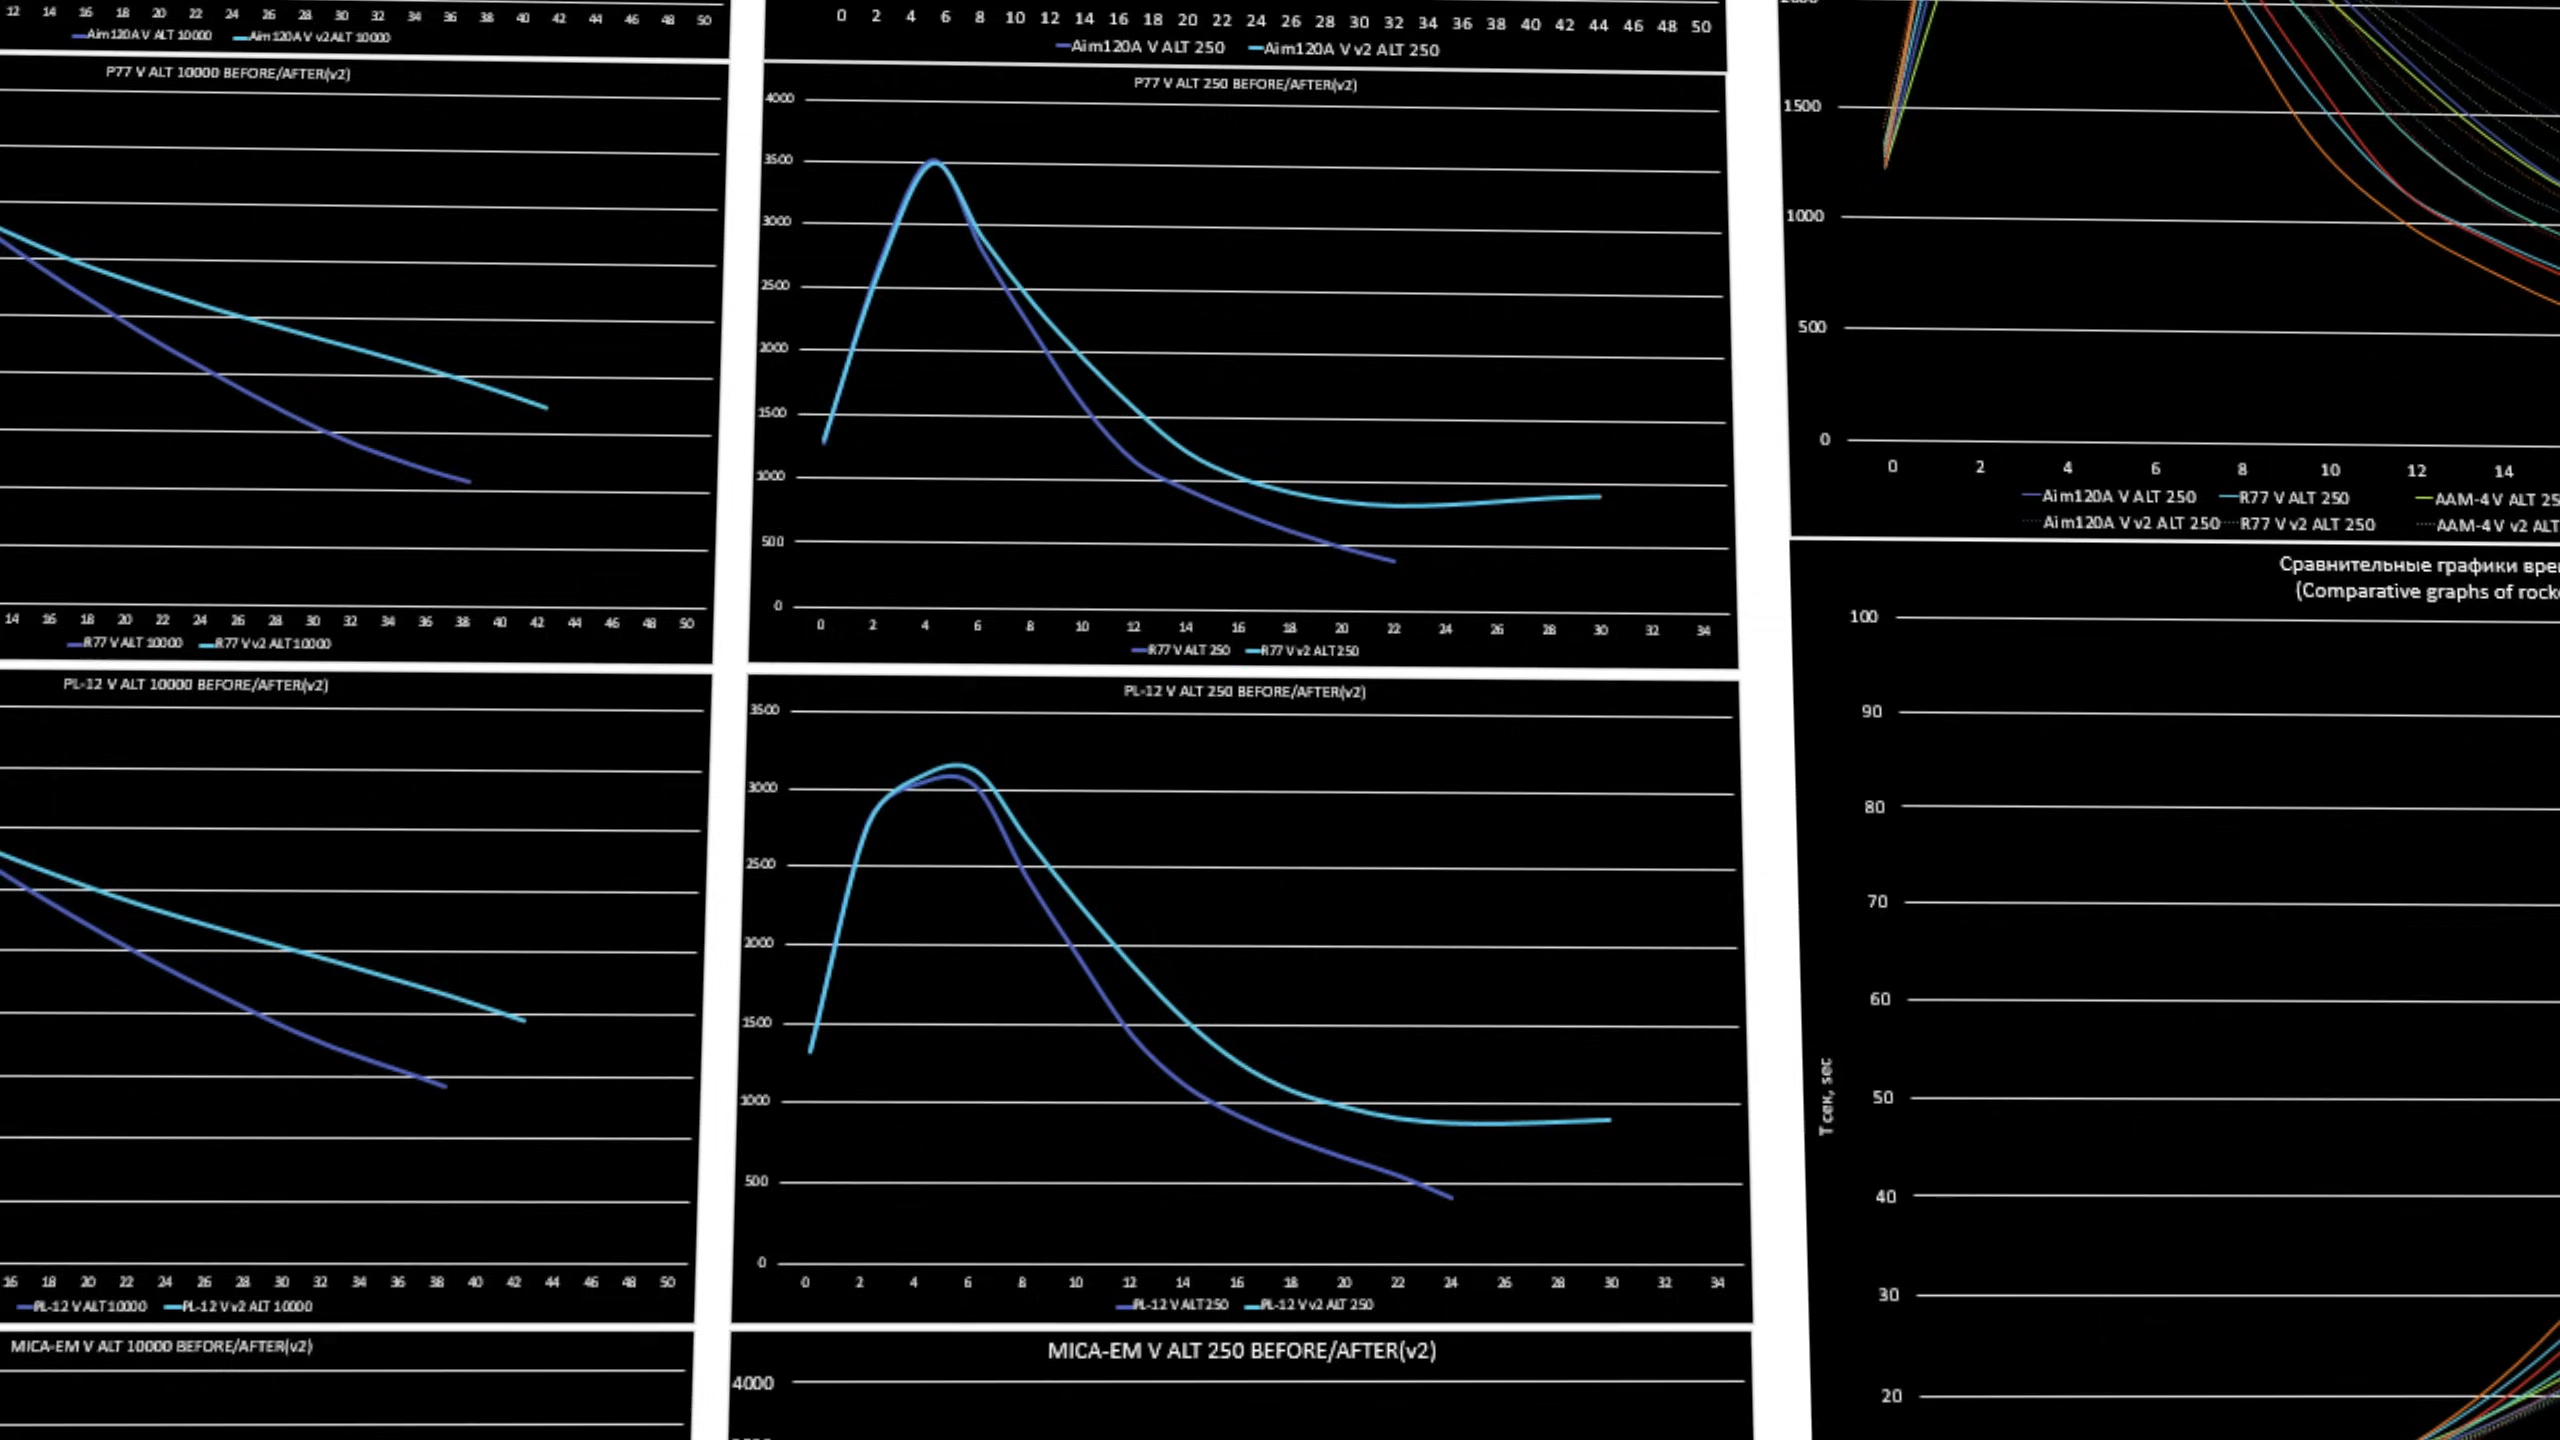 12 14 16 18 20 22 24 26 28 30 32 34 36 38 40 42 44 46 48 50
Aim120A V ALT 10000 Aim120A V v2 ALT 10000
P77 V ALT 10000 BEFORE/AFTER(v2)
14 16 18 20 22 24 26 28 30 32 34 36 38 40 42 44 46 48 50
R77 V ALT 10000 R77 V v2 ALT 10000
PL-12 V ALT 10000 BEFORE/AFTER(v2)
16 18 20 22 24 26 28 30 32 34 36 38 40 42 44 46 48 50
PL-12 V ALT 10000 PL-12 V v2 ALT 10000
MICA-EM V ALT 10000 BEFORE/AFTER(v2)
0 2 4 6 8 10 12 14 16 18 20 22 24 26 28 30 32 34 36 38 40 42 44 46 48 50
Aim120A V ALT 250 Aim120A V v2 ALT 250
P77 V ALT 250 BEFORE/AFTER(v2)
4000
3500
3000
2500
2000
1500
1000
500
0
0 2 4 6 8 10 12 14 16 18 20 22 24 26 28 30 32 34
R77 V ALT 250 R77 V v2 ALT 250
PL-12 V ALT 250 BEFORE/AFTER(v2)
3500
3000
2500
2000
1500
1000
500
0
0 2 4 6 8 10 12 14 16 18 20 22 24 26 28 30 32 34
PL-12 V ALT 250 PL-12 V v2 ALT 250
MICA-EM V ALT 250 BEFORE/AFTER(v2)
4000
1500
1000
500
0
0 2 4 6 8 10 12 14
Aim120A V ALT 250 R77 V ALT 250 AAM-4 V ALT 25
Aim120A V v2 ALT 250 R77 V v2 ALT 250 AAM-4 V v2 ALT
Сравнительные графики вре
(Comparative graphs of rock
100
90
80
70
60
50
40
30
20
T сек, sec